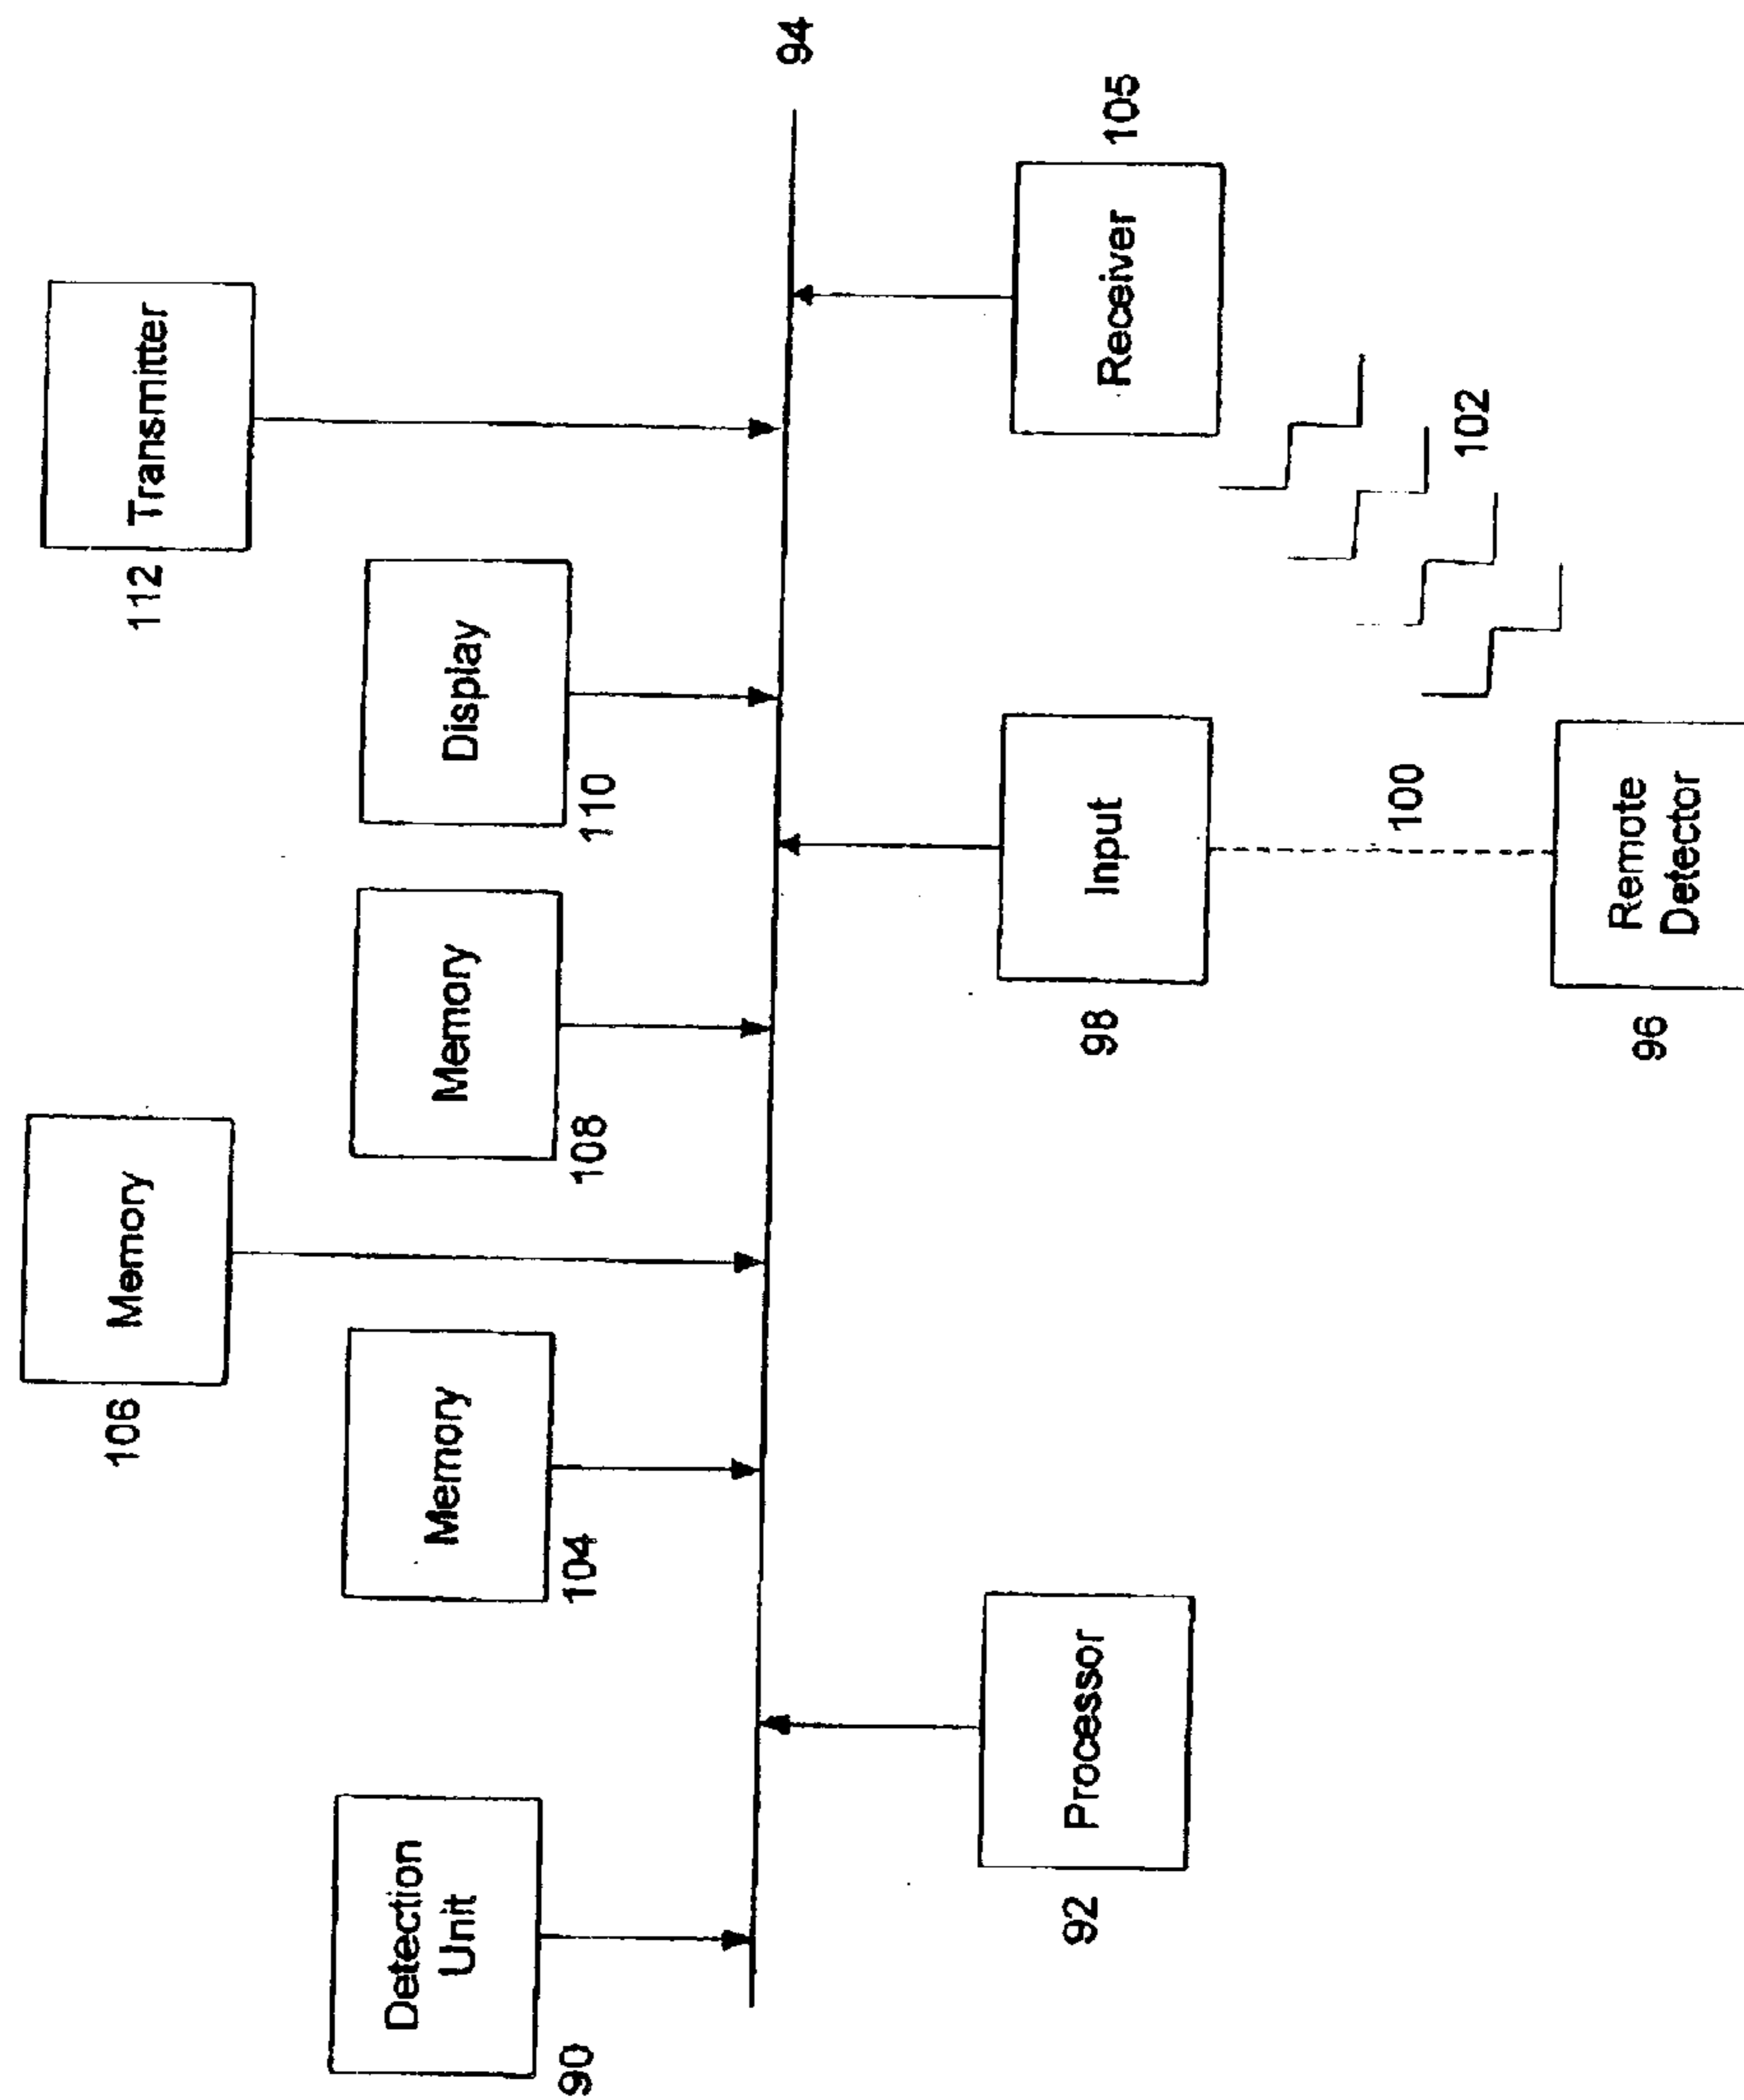 112 Transmitter
106
Memory
Display
110
Memory
108
Memory
104
Detection
Unit
90
94
Receiver
105
Input
98
Processor
92
102
100
Remote
Detector
96